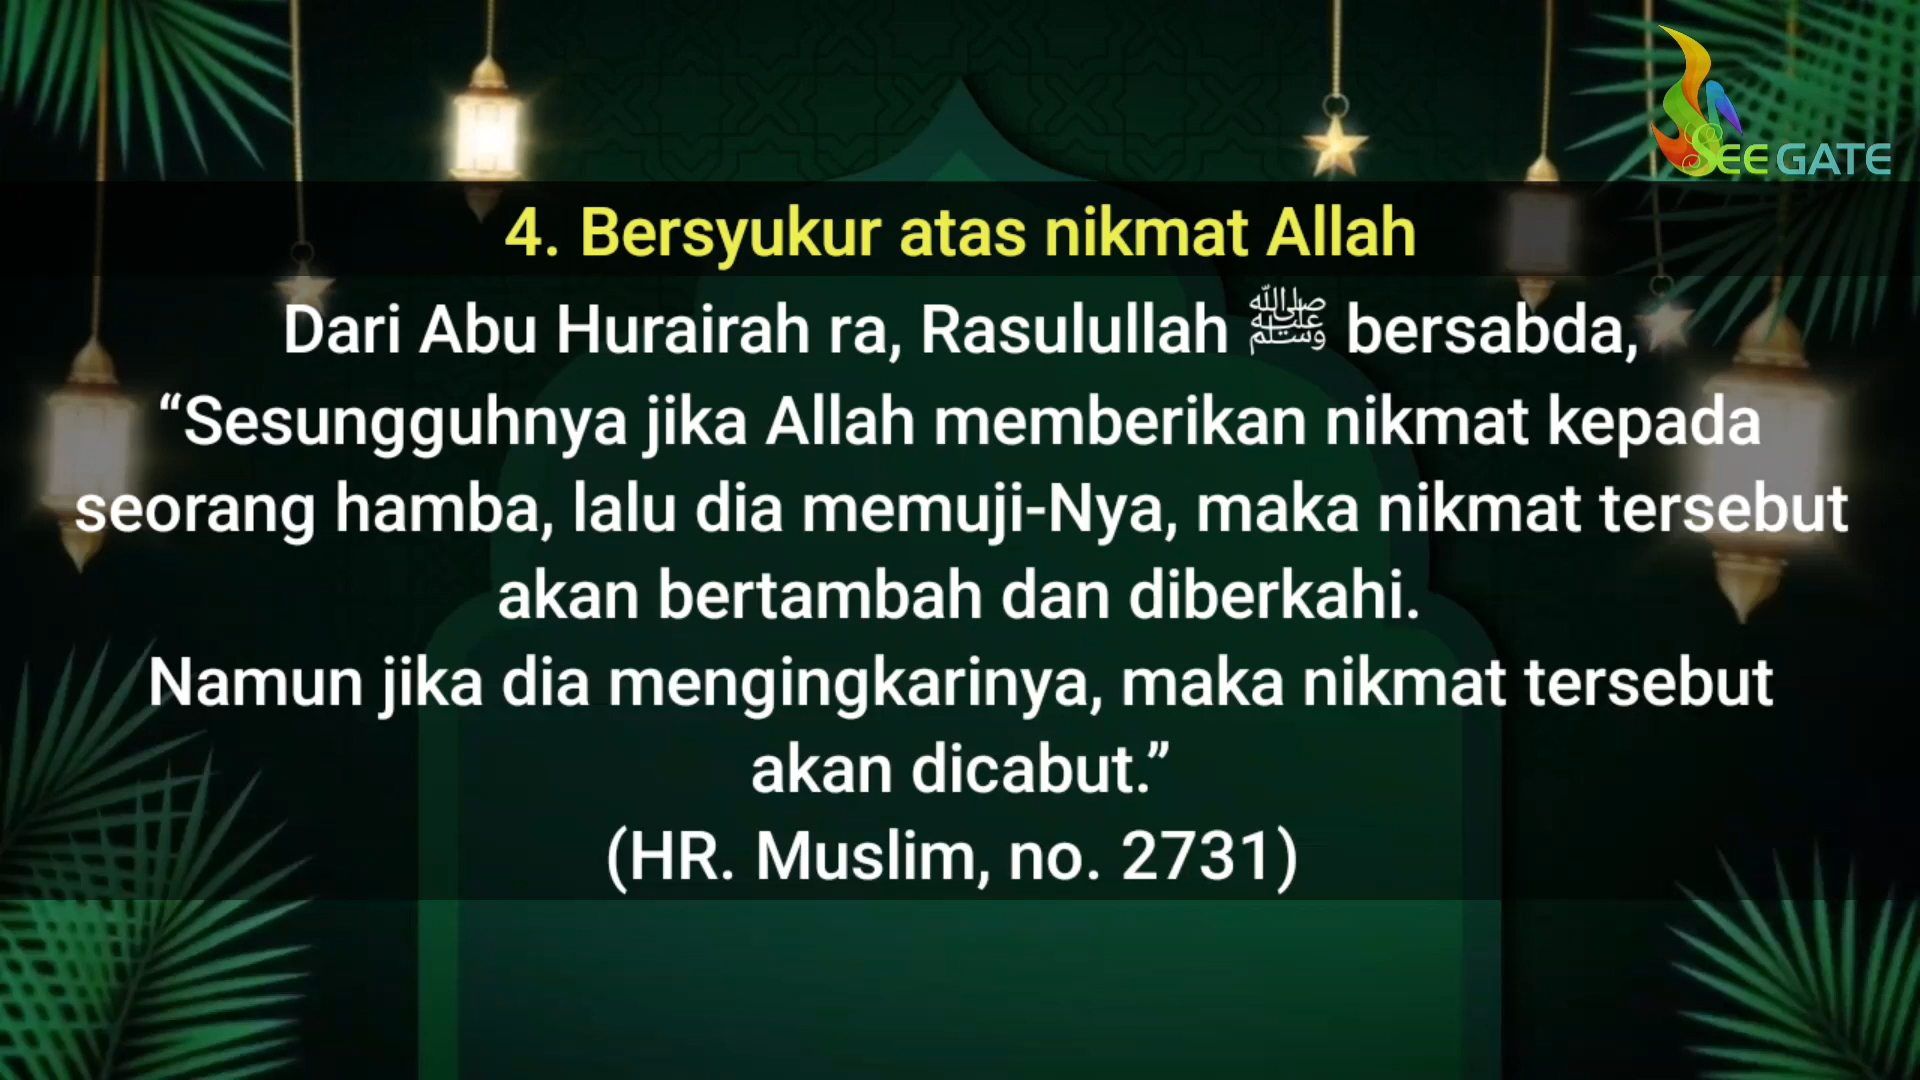 SEE GATE
4. Bersyukur atas nikmat Allah
Dari Abu Hurairah ra, Rasulullah ﷺ bersabda,
“Sesungguhnya jika Allah memberikan nikmat kepada
seorang hamba, lalu dia memuji-Nya, maka nikmat tersebut
akan bertambah dan diberkahi.
Namun jika dia mengingkarinya, maka nikmat tersebut
akan dicabut.”
(HR. Muslim, no. 2731)